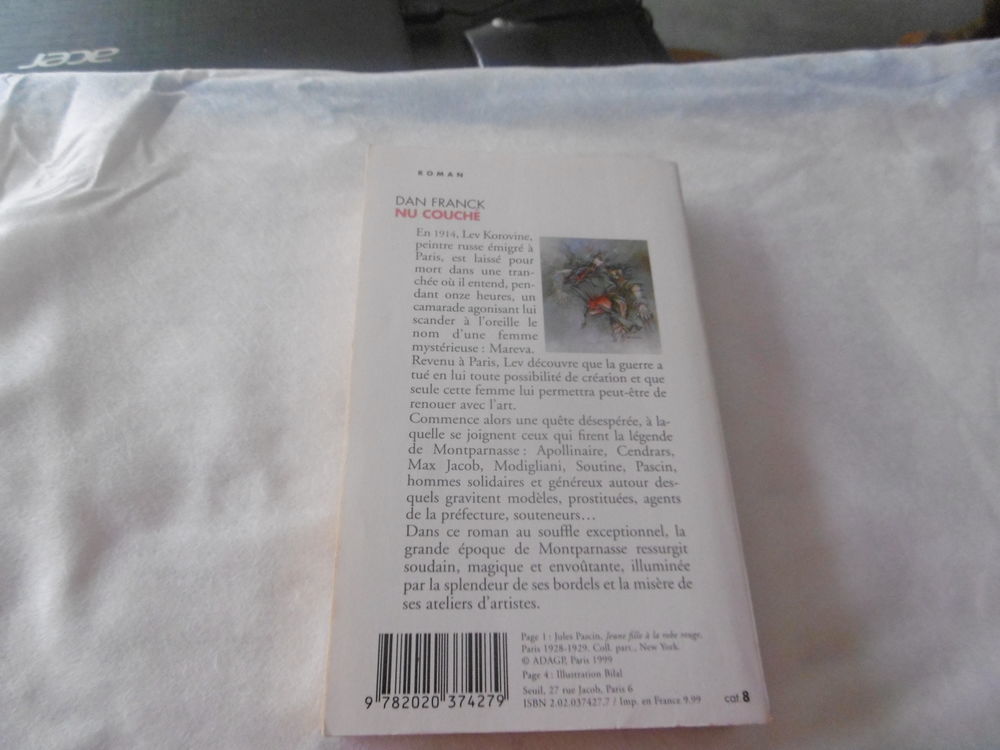 acer
ROMAN
DAN FRANCK
NU COUCHÉ
En 1914, Lev Korovine,
peintre russe émigré à
Paris, est laissé pour
mort dans une tran-
chée où il entend, pen-
dant onze heures, un
camarade agonisant lui
scander à l'oreille le
nom d'une femme
mystérieuse : Mareva.
Revenu à Paris, Lev découvre que la guerre a
tué en lui toute possibilité de création et que
seule cette femme lui permettra peut-être de
renouer avec l'art.
Commence alors une quête désespérée, à la-
quelle se joignent ceux qui firent la légende
de Montparnasse : Apollinaire, Cendrars,
Max Jacob, Modigliani, Soutine, Pascin,
hommes solidaires et généreux autour des-
quels gravitent modèles, prostituées, agents
de la préfecture, souteneurs...
Dans ce roman au souffle exceptionnel, la
grande époque de Montparnasse ressurgit
soudain, magique et envoûtante, illuminée
par la splendeur de ses bordels et la misère de
ses ateliers d'artistes.
Page 1 : Jules Pascin, Jeune fille à la robe rouge,
Paris 1928-1929. Coll. part., New York
© ADAGP, Paris 1999
Page 4 : Illustration Bilal
Seuil, 27 rue Jacob, Paris 6
ISBN 2.02.037427.7 / Imp. en France 9.99
cat. 8
9 782020 374279